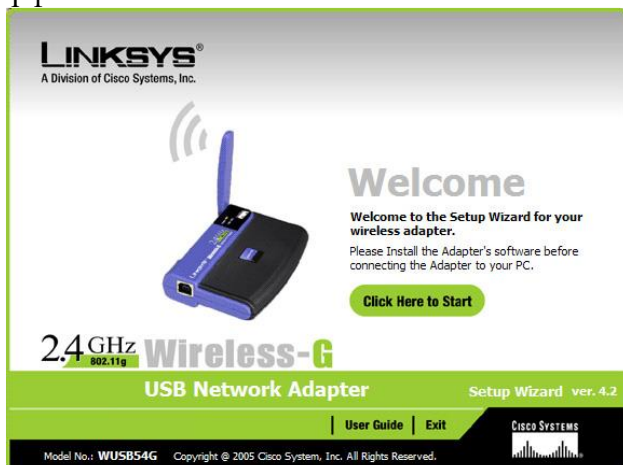 LINKSYS®
A Division of Cisco Systems, Inc.
Welcome
Welcome to the Setup Wizard for your
wireless adapter.
Please Install the Adapter's software before
connecting the Adapter to your PC.
Click Here to Start
2.4 GHz
802.11g
Wireless-G
USB Network Adapter
Setup Wizard ver. 4.2
User Guide
Exit
CISCO SYSTEMS
Model No.: WUSB54G Copyright @ 2005 Cisco System, Inc. All Rights Reserved.